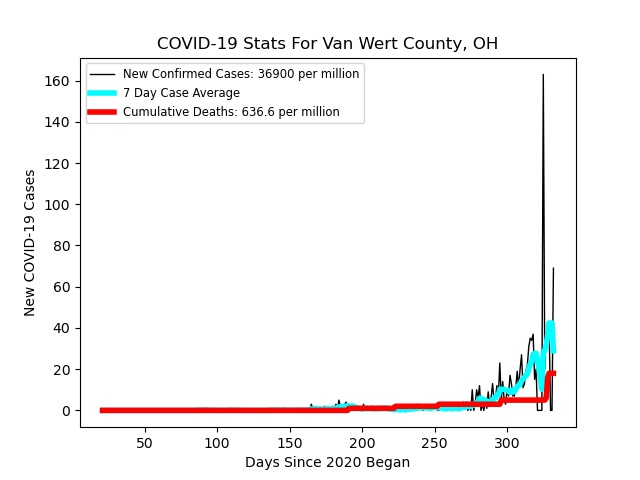 COVID-19 Stats For Van Wert County, OH
New Confirmed Cases: 36900 per million
7 Day Case Average
Cumulative Deaths: 636.6 per million
New COVID-19 Cases
160
140
120
100
80
60
40
20
0
50 100 150 200 250 300
Days Since 2020 Began